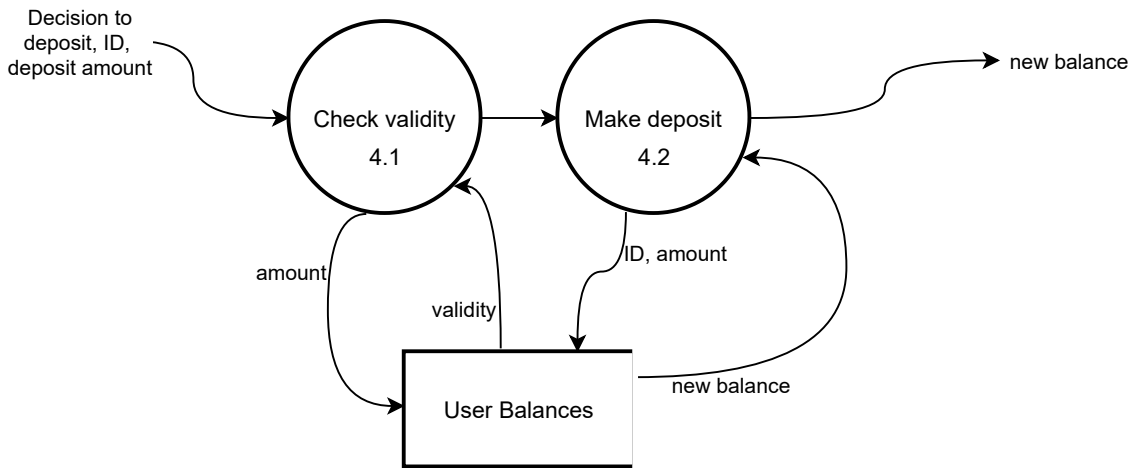 Decision to
deposit, ID,
deposit amount
Check validity
4.1
Make deposit
4.2
new balance
amount
validity
ID, amount
new balance
User Balances